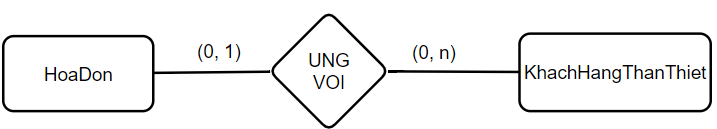 (0, 1)
(0, n)
HoaDon
UNG
VOI
KhachHangThanThiet